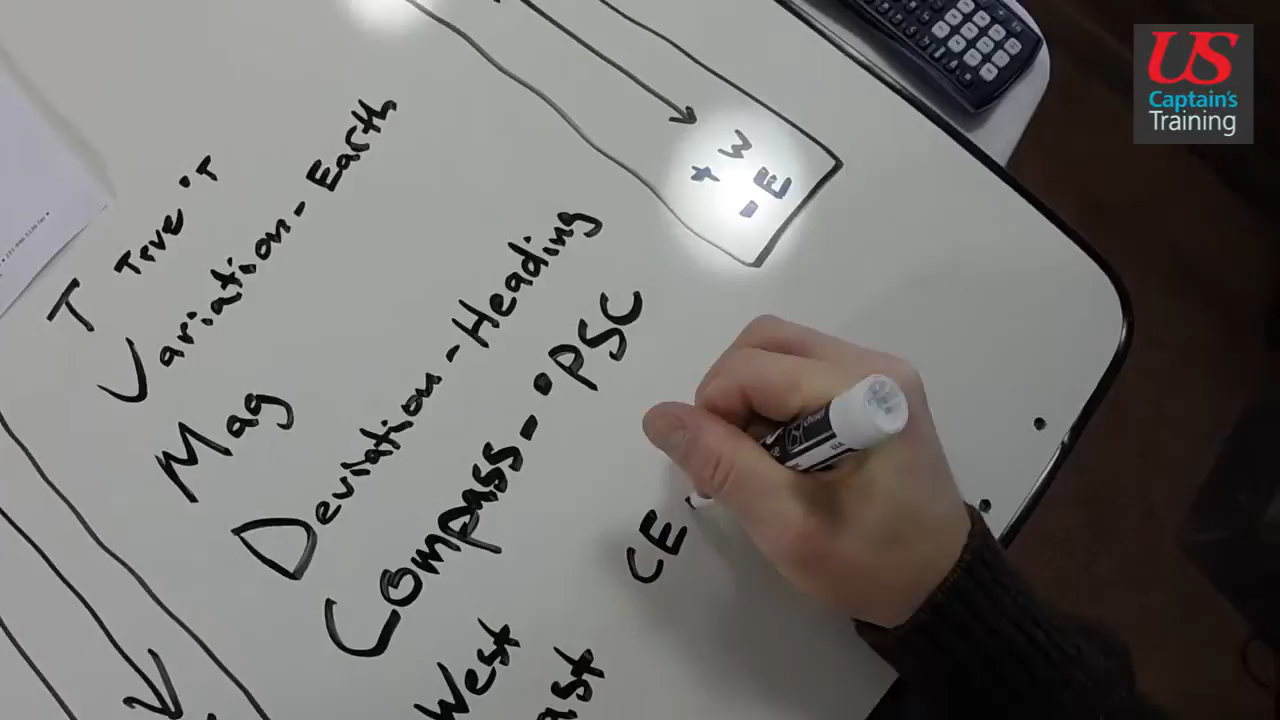 US
Captain's
Training
+ W
- E
T True °T
Variation - Earth
Mag
Deviation - Heading
Compass - °PSC
West
CE